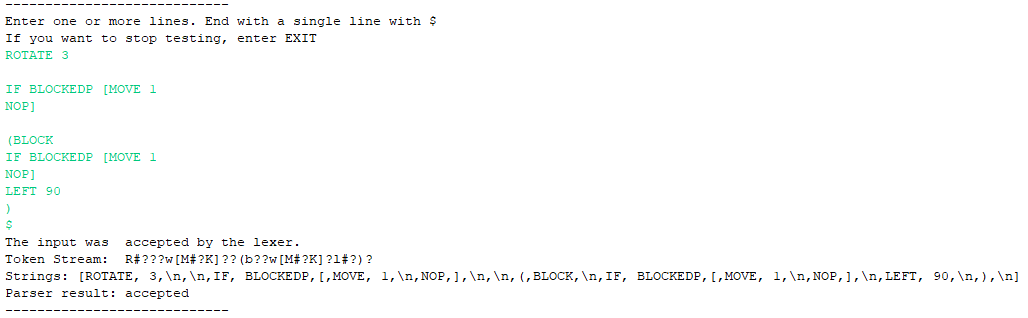 ----------------------------
Enter one or more lines. End with a single line with $
If you want to stop testing, enter EXIT
ROTATE 3
IF BLOCKEDP [MOVE 1
NOP]
(BLOCK
IF BLOCKEDP [MOVE 1
NOP]
LEFT 90
)
$
The input was  accepted by the lexer.
Token Stream:  R#???w[M#?K]??(b??w[M#?K]?l#?)?
Strings: [ROTATE, 3,\n,\n,IF, BLOCKEDP,[,MOVE, 1,\n,NOP,],\n,\n,(,BLOCK,\n,IF, BLOCKEDP,[,MOVE, 1,\n,NOP,],\n,LEFT, 90,\n,),\n]
Parser result: accepted
----------------------------